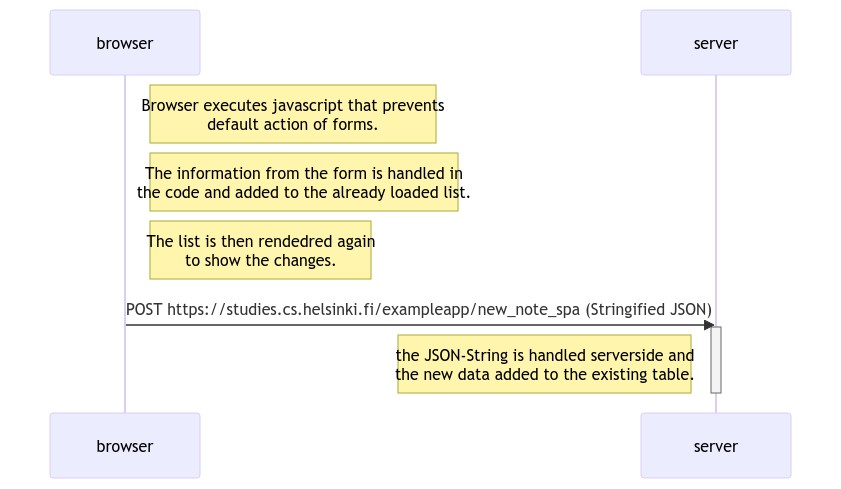 browser
server
Browser executes javascript that prevents
default action of forms.
The information from the form is handled in
the code and added to the already loaded list.
The list is then rendedred again
to show the changes.
POST https://studies.cs.helsinki.fi/exampleapp/new_note_spa (Stringified JSON)
the JSON-String is handled serverside and
the new data added to the existing table.
browser
server